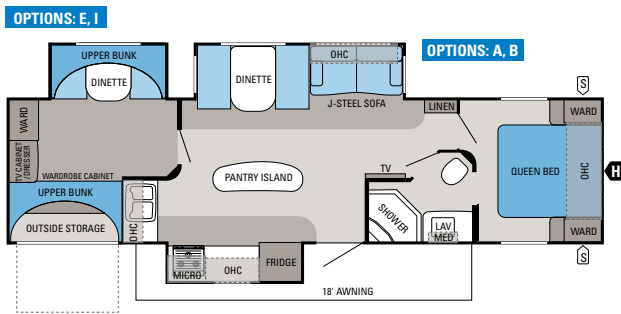 OPTIONS: E, I
UPPER BUNK
DINETTE
DINETTE
OHC
OPTIONS: A, B
J-STEEL SOFA
LINEN
S
WARD
WARD
TV CABINET
/DRESSER
WARDROBE CABINET
UPPER BUNK
OUTSIDE STORAGE
OHC
PANTRY ISLAND
TV
SHOWER
LAV
MED
QUEEN BED
OHC
H
WARD
S
MICRO
OHC
FRIDGE
18' AWNING